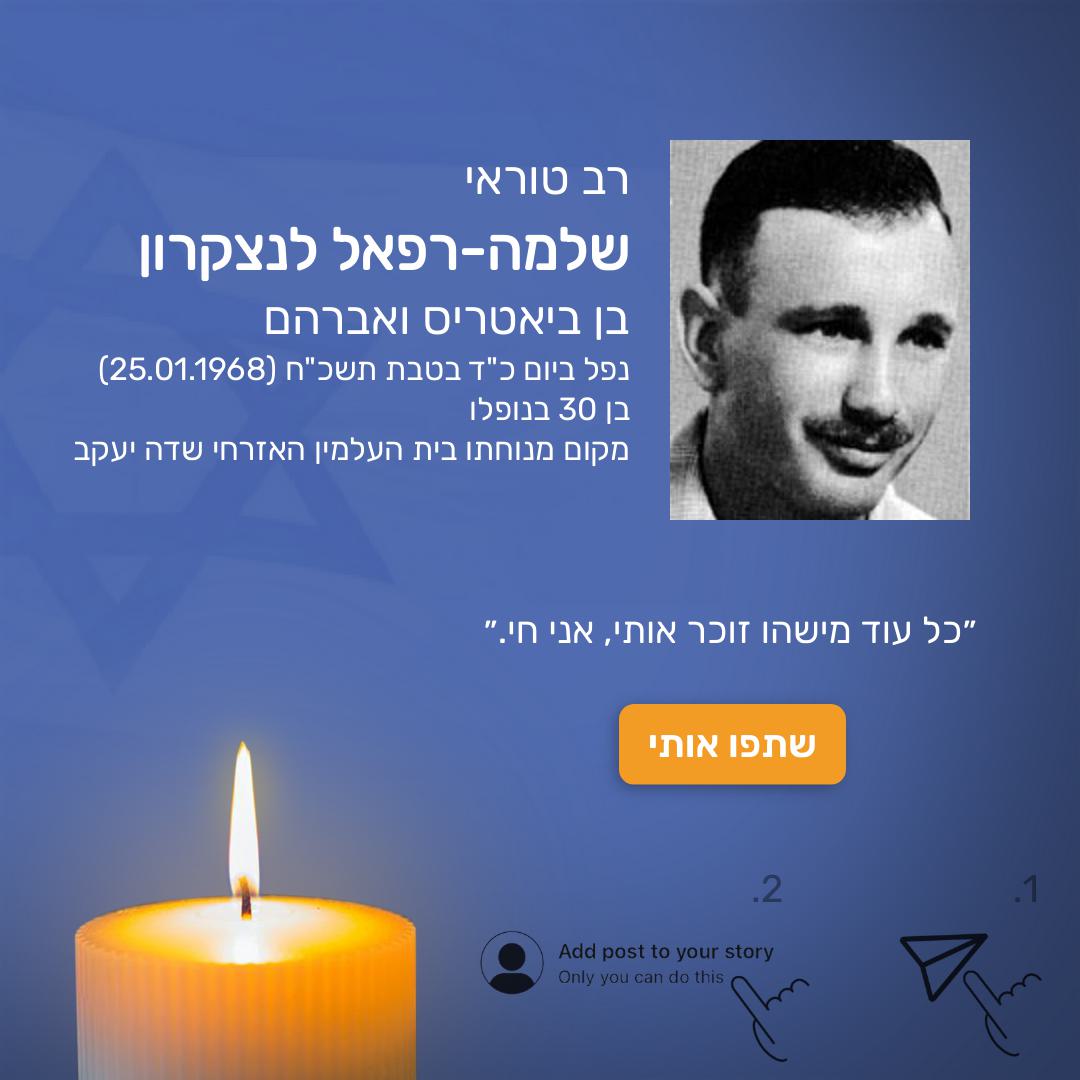 רב טוראי
שלמה-רפאל לנצקרון
בן ביאטריס ואברהם
נפל ביום כ"ד בטבת תשכ"ח (25.01.1968)
בן 30 בנופלו
מקום מנוחתו בית העלמין האזרחי שדה יעקב
״כל עוד מישהו זוכר אותי, אני חי.״
שתפו אותי
1.
2.
Add post to your story
Only you can do this